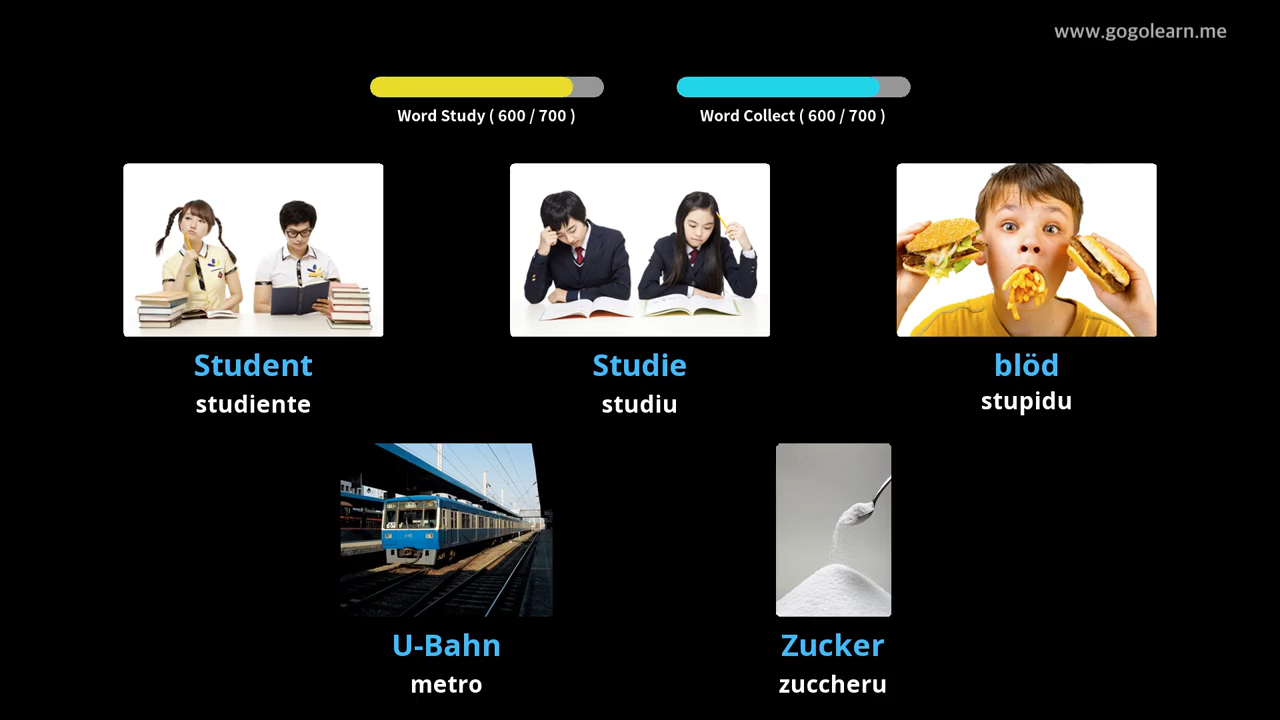 www.gogolearn.me
Word Study ( 600 / 700 )
Word Collect ( 600 / 700 )
Student
studiente
Studie
studiu
blöd
stupidu
U-Bahn
metro
Zucker
zuccheru